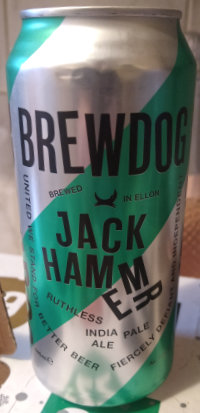 BREWDOG
BREWED IN ELLON
JACK
HAMMER
RUTHLESS
INDIA PALE
ALE
UNITED WE STAND FOR BETTER BEER
FIERCELY DEFIANT AND INDEPENDENT